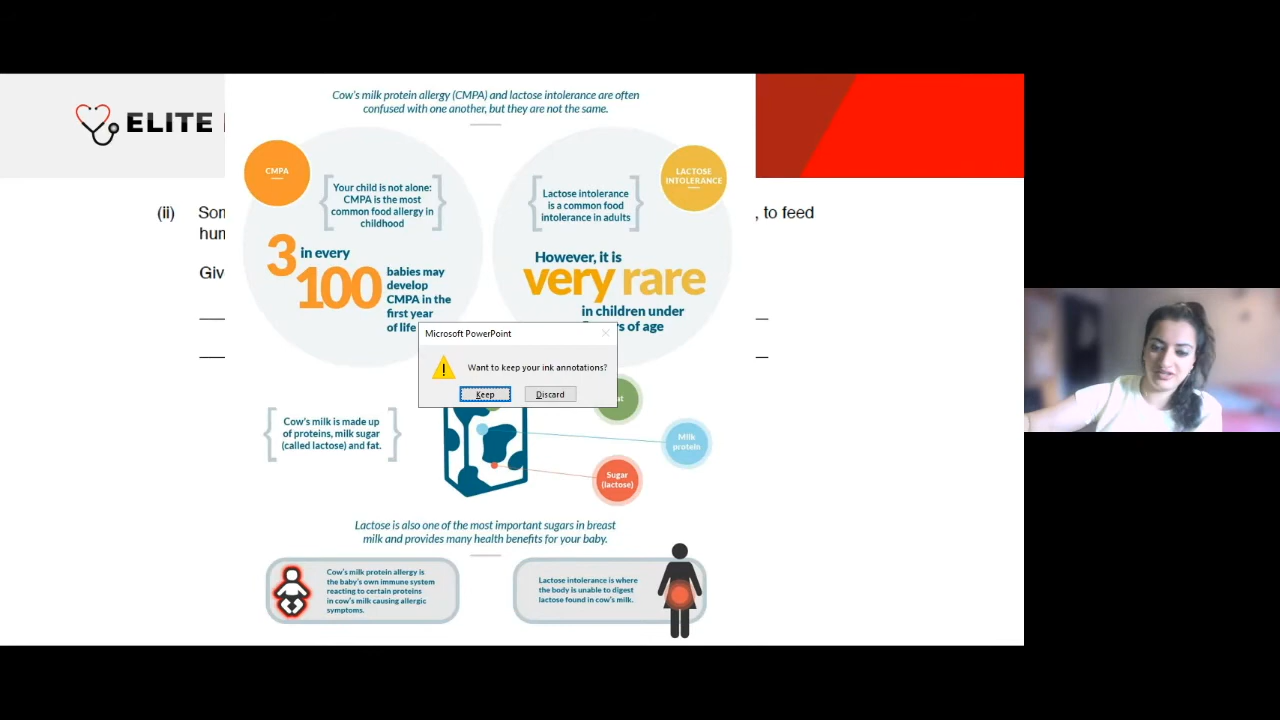 Cow's milk protein allergy (CMPA) and lactose intolerance are often
confused with one another, but they are not the same.
ELITE
CMPA
Your child is not alone:
CMPA is the most
common food allergy in
childhood
3 in every
100
babies may
develop
CMPA in the
first year
of life
LACTOSE
INTOLERANCE
Lactose intolerance
is a common food
intolerance in adults
However, it is
very rare
in children under
of age
(ii)
, to feed
Microsoft PowerPoint
Want to keep your ink annotations?
Keep
Discard
Cow's milk is made up
of proteins, milk sugar
(called lactose) and fat.
Milk
protein
Sugar
(lactose)
Lactose is also one of the most important sugars in breast
milk and provides many health benefits for your baby.
Cow's milk protein allergy is
the baby's own immune system
reacting to certain proteins
in cow's milk causing allergic
symptoms.
Lactose intolerance is where
the body is unable to digest
lactose found in cow's milk.